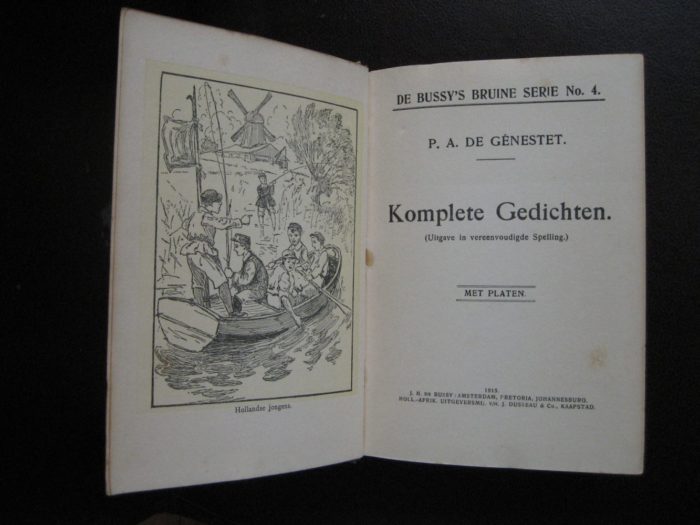 Hollandse jongens.
DE BUSSY'S BRUINE SERIE No. 4.
P. A. DE GÉNESTET.
Komplete Gedichten.
(Uitgave in vereenvoudigde Spelling.)
MET PLATEN.
1915.
J. H. DE BUSSY (AMSTERDAM, PRETORIA, JOHANNESBURG.
HOLL.-AFRIK. UITGEVERSMIJ. v/h. J. DUSSEAU & Co., KAAPSTAD.